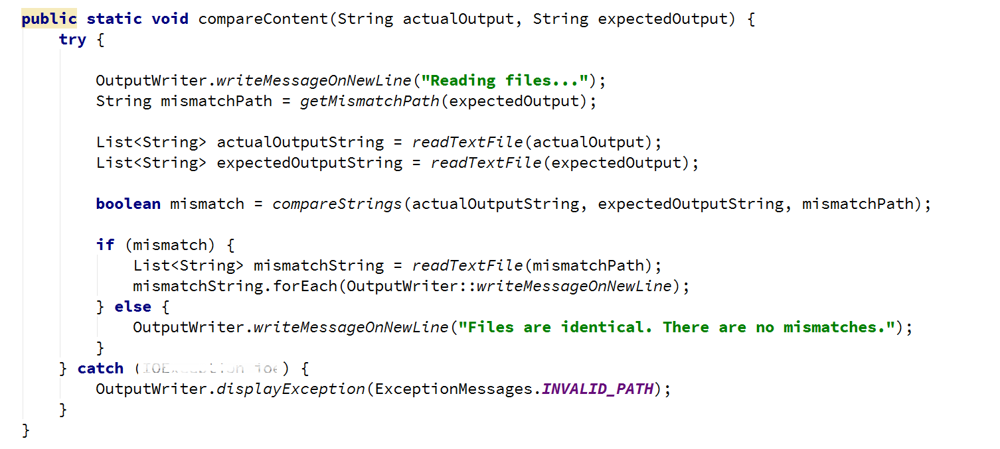 public static void compareContent(String actualOutput, String expectedOutput) {
try {
OutputWriter.writeMessageOnNewLine("Reading files...");
String mismatchPath = getMismatchPath(expectedOutput);
List<String> actualOutputString = readTextFile(actualOutput);
List<String> expectedOutputString = readTextFile(expectedOutput);
boolean mismatch = compareStrings(actualOutputString, expectedOutputString, mismatchPath);
if (mismatch) {
List<String> mismatchString = readTextFile(mismatchPath);
mismatchString.forEach(OutputWriter::writeMessageOnNewLine);
} else {
OutputWriter.writeMessageOnNewLine("Files are identical. There are no mismatches.");
}
} catch ( ) {
OutputWriter.displayException(ExceptionMessages.INVALID_PATH);
}
}